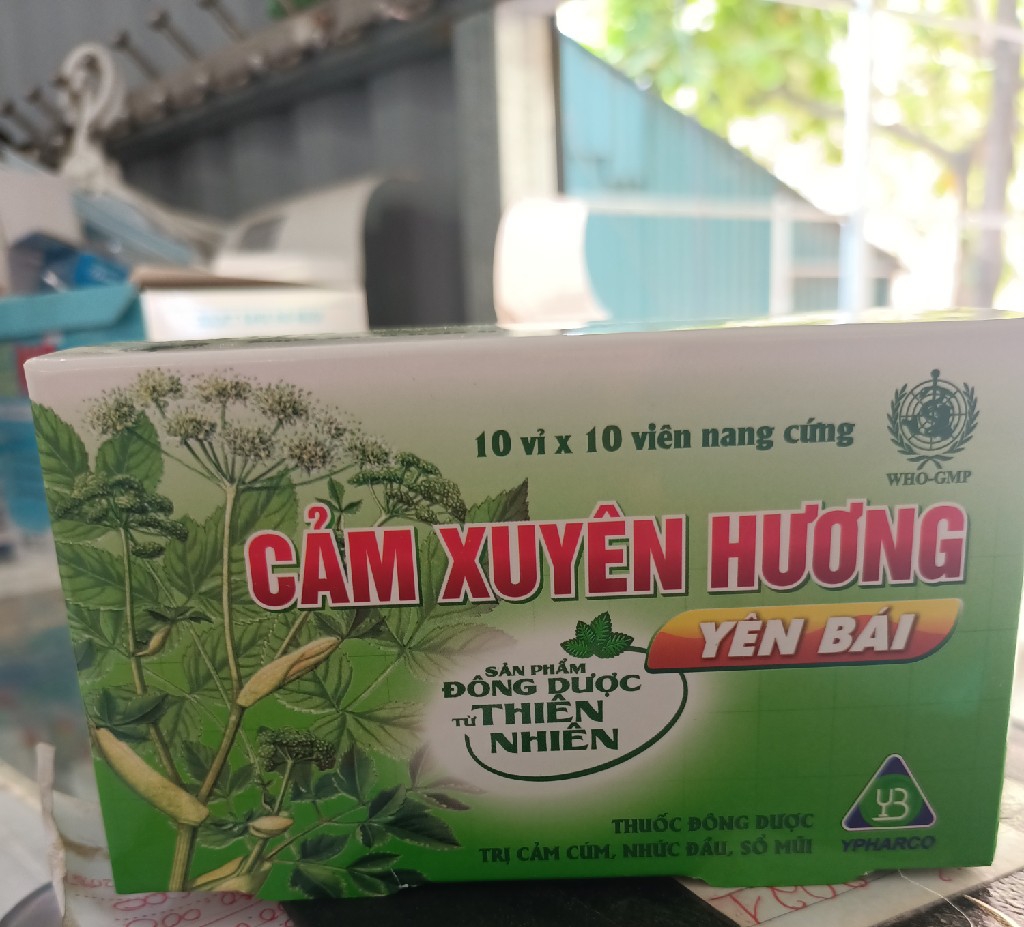 10 vỉ x 10 viên nang cứng
WHO-GMP
CẢM XUYÊN HƯƠNG
YÊN BÁI
SẢN PHẨM
ĐÔNG DƯỢC
TỪ THIÊN
NHIÊN
THUỐC ĐÔNG DƯỢC
TRỊ CẢM CÚM, NHỨC ĐẦU, SỔ MŨI
YB
YPHARCO